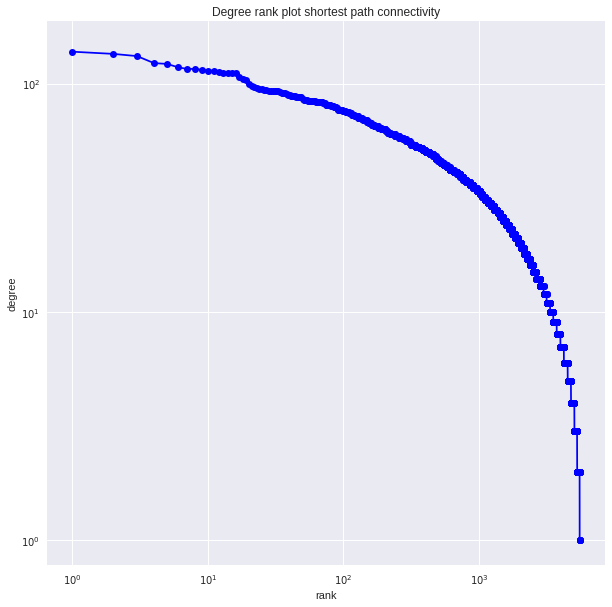 Degree rank plot shortest path connectivity
degree
10²
10¹
10⁰
10⁰ 10¹ 10² 10³
rank